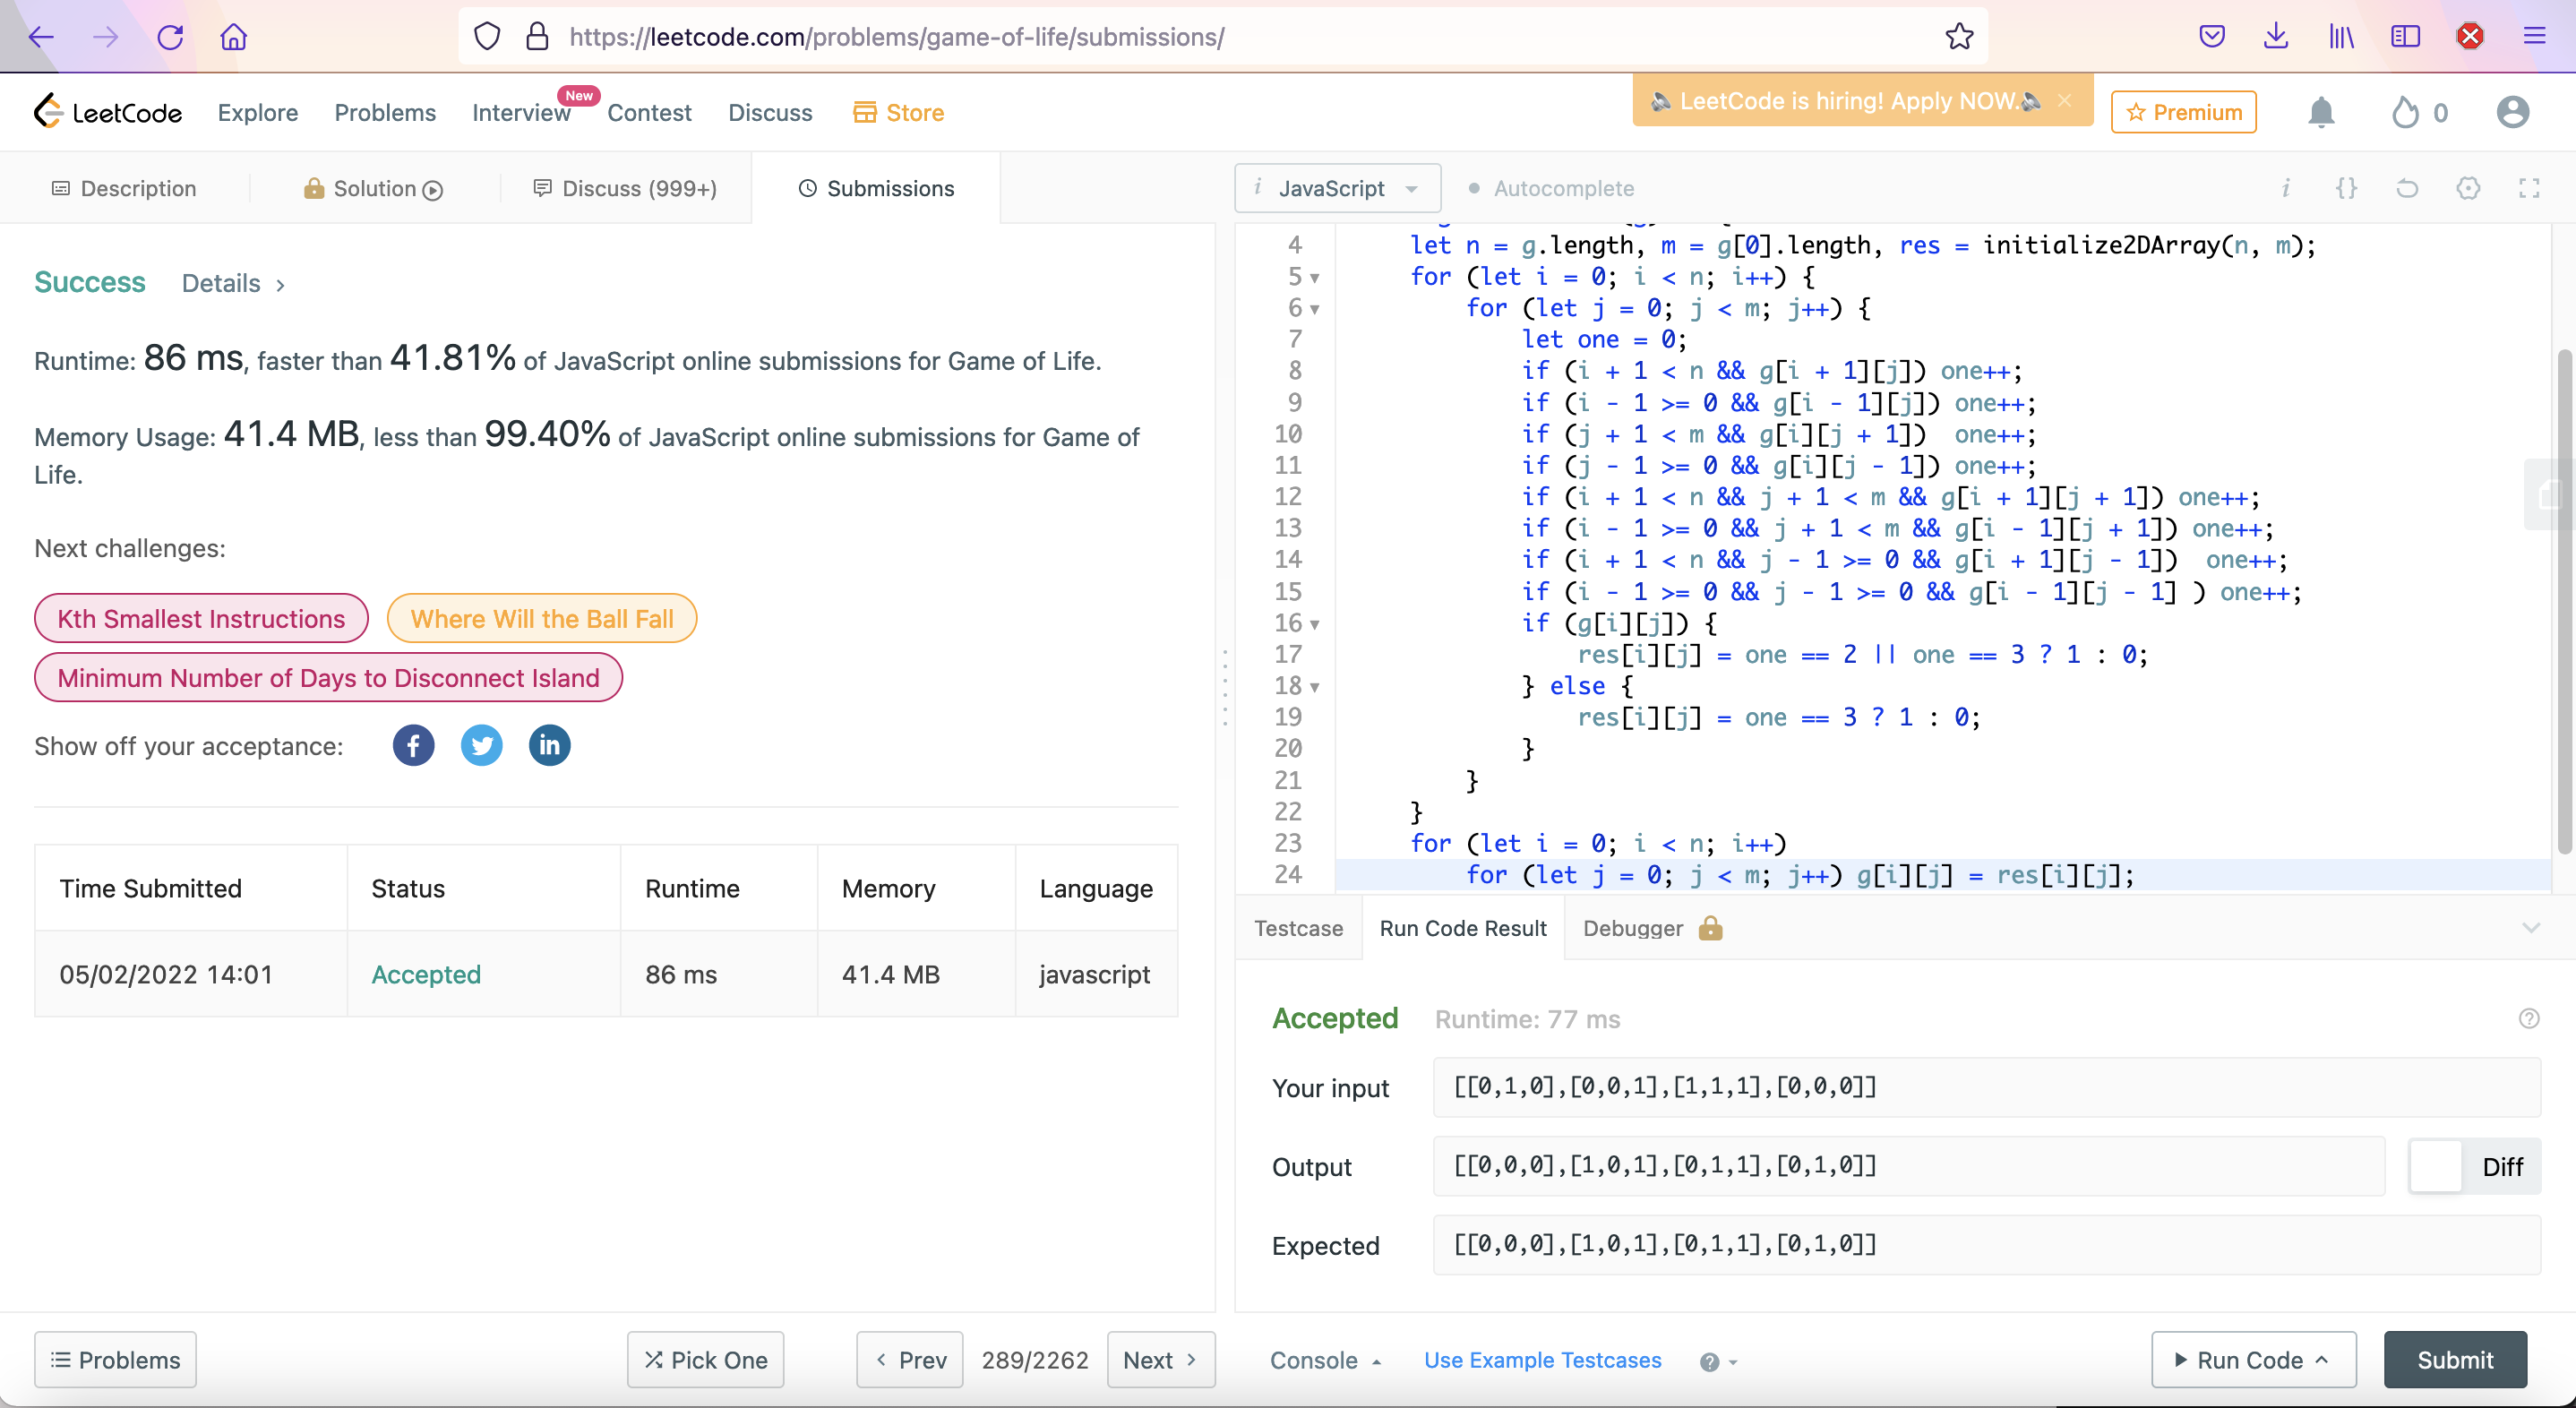 https://leetcode.com/problems/game-of-life/submissions/
LeetCode
Explore
Problems
Interview
New
Contest
Discuss
Store
LeetCode is hiring! Apply NOW.
Premium
0
Description
Solution
Discuss (999+)
Submissions
Success
Details >
Runtime: 86 ms, faster than 41.81% of JavaScript online submissions for Game of Life.
Memory Usage: 41.4 MB, less than 99.40% of JavaScript online submissions for Game of
Life.
Next challenges:
Kth Smallest Instructions
Where Will the Ball Fall
Minimum Number of Days to Disconnect Island
Show off your acceptance:
Time Submitted Status Runtime Memory Language
05/02/2022 14:01 Accepted 86 ms 41.4 MB javascript
Problems
Pick One
< Prev
289/2262
Next >
i JavaScript
Autocomplete
i {}
4 let n = g.length, m = g[0].length, res = initialize2DArray(n, m);
5 for (let i = 0; i < n; i++) {
6 for (let j = 0; j < m; j++) {
7 let one = 0;
8 if (i + 1 < n && g[i + 1][j]) one++;
9 if (i - 1 >= 0 && g[i - 1][j]) one++;
10 if (j + 1 < m && g[i][j + 1])  one++;
11 if (j - 1 >= 0 && g[i][j - 1]) one++;
12 if (i + 1 < n && j + 1 < m && g[i + 1][j + 1]) one++;
13 if (i - 1 >= 0 && j + 1 < m && g[i - 1][j + 1]) one++;
14 if (i + 1 < n && j - 1 >= 0 && g[i + 1][j - 1])  one++;
15 if (i - 1 >= 0 && j - 1 >= 0 && g[i - 1][j - 1] ) one++;
16 if (g[i][j]) {
17 res[i][j] = one == 2 || one == 3 ? 1 : 0;
18 } else {
19 res[i][j] = one == 3 ? 1 : 0;
20 }
21 }
22 }
23 for (let i = 0; i < n; i++)
24 for (let j = 0; j < m; j++) g[i][j] = res[i][j];
Testcase
Run Code Result
Debugger
Accepted
Runtime: 77 ms
Your input
[[0,1,0],[0,0,1],[1,1,1],[0,0,0]]
Output
[[0,0,0],[1,0,1],[0,1,1],[0,1,0]]
Diff
Expected
[[0,0,0],[1,0,1],[0,1,1],[0,1,0]]
Console
Use Example Testcases
Run Code
Submit